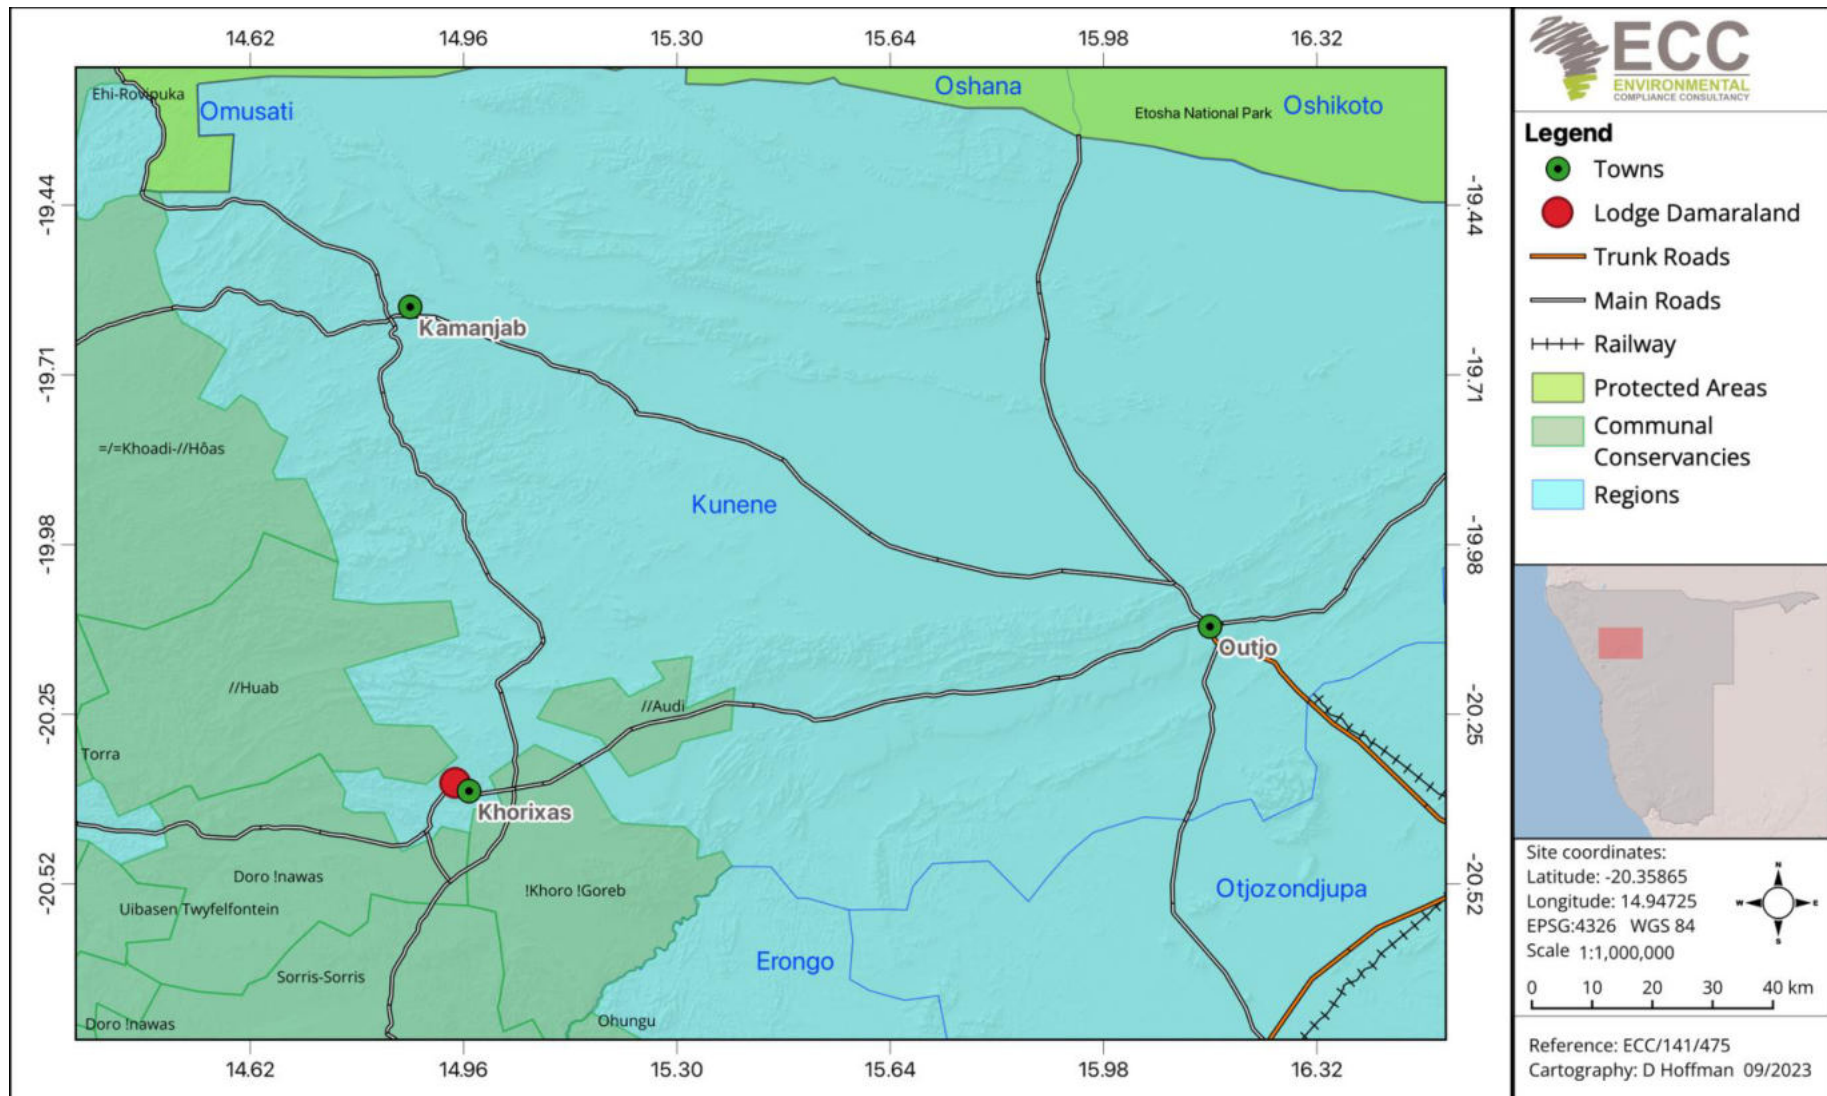 14.62 14.96 15.30 15.64 15.98 16.32
Ehi-Rovipuka
Omusati
Oshana
Etosha National Park
Oshikoto
-19.44
-19.44
Kamanjab
-19.71
-19.71
=/=Khoadi-//Hôas
Kunene
-19.98
-19.98
Outjo
//Huab
//Audi
-20.25
-20.25
Torra
Khorixas
Doro !nawas
!Khoro !Goreb
Otjozondjupa
-20.52
-20.52
Uibasen Twyfelfontein
Erongo
Sorris-Sorris
Doro !nawas
Ohungu
14.62 14.96 15.30 15.64 15.98 16.32
ECC
ENVIRONMENTAL
COMPLIANCE CONSULTANCY
Legend
Towns
Lodge Damaraland
Trunk Roads
Main Roads
Railway
Protected Areas
Communal
Conservancies
Regions
Site coordinates:
Latitude: -20.35865
Longitude: 14.94725
EPSG:4326 WGS 84
Scale 1:1,000,000
N
W E
S
0 10 20 30 40 km
Reference: ECC/141/475
Cartography: D Hoffman 09/2023